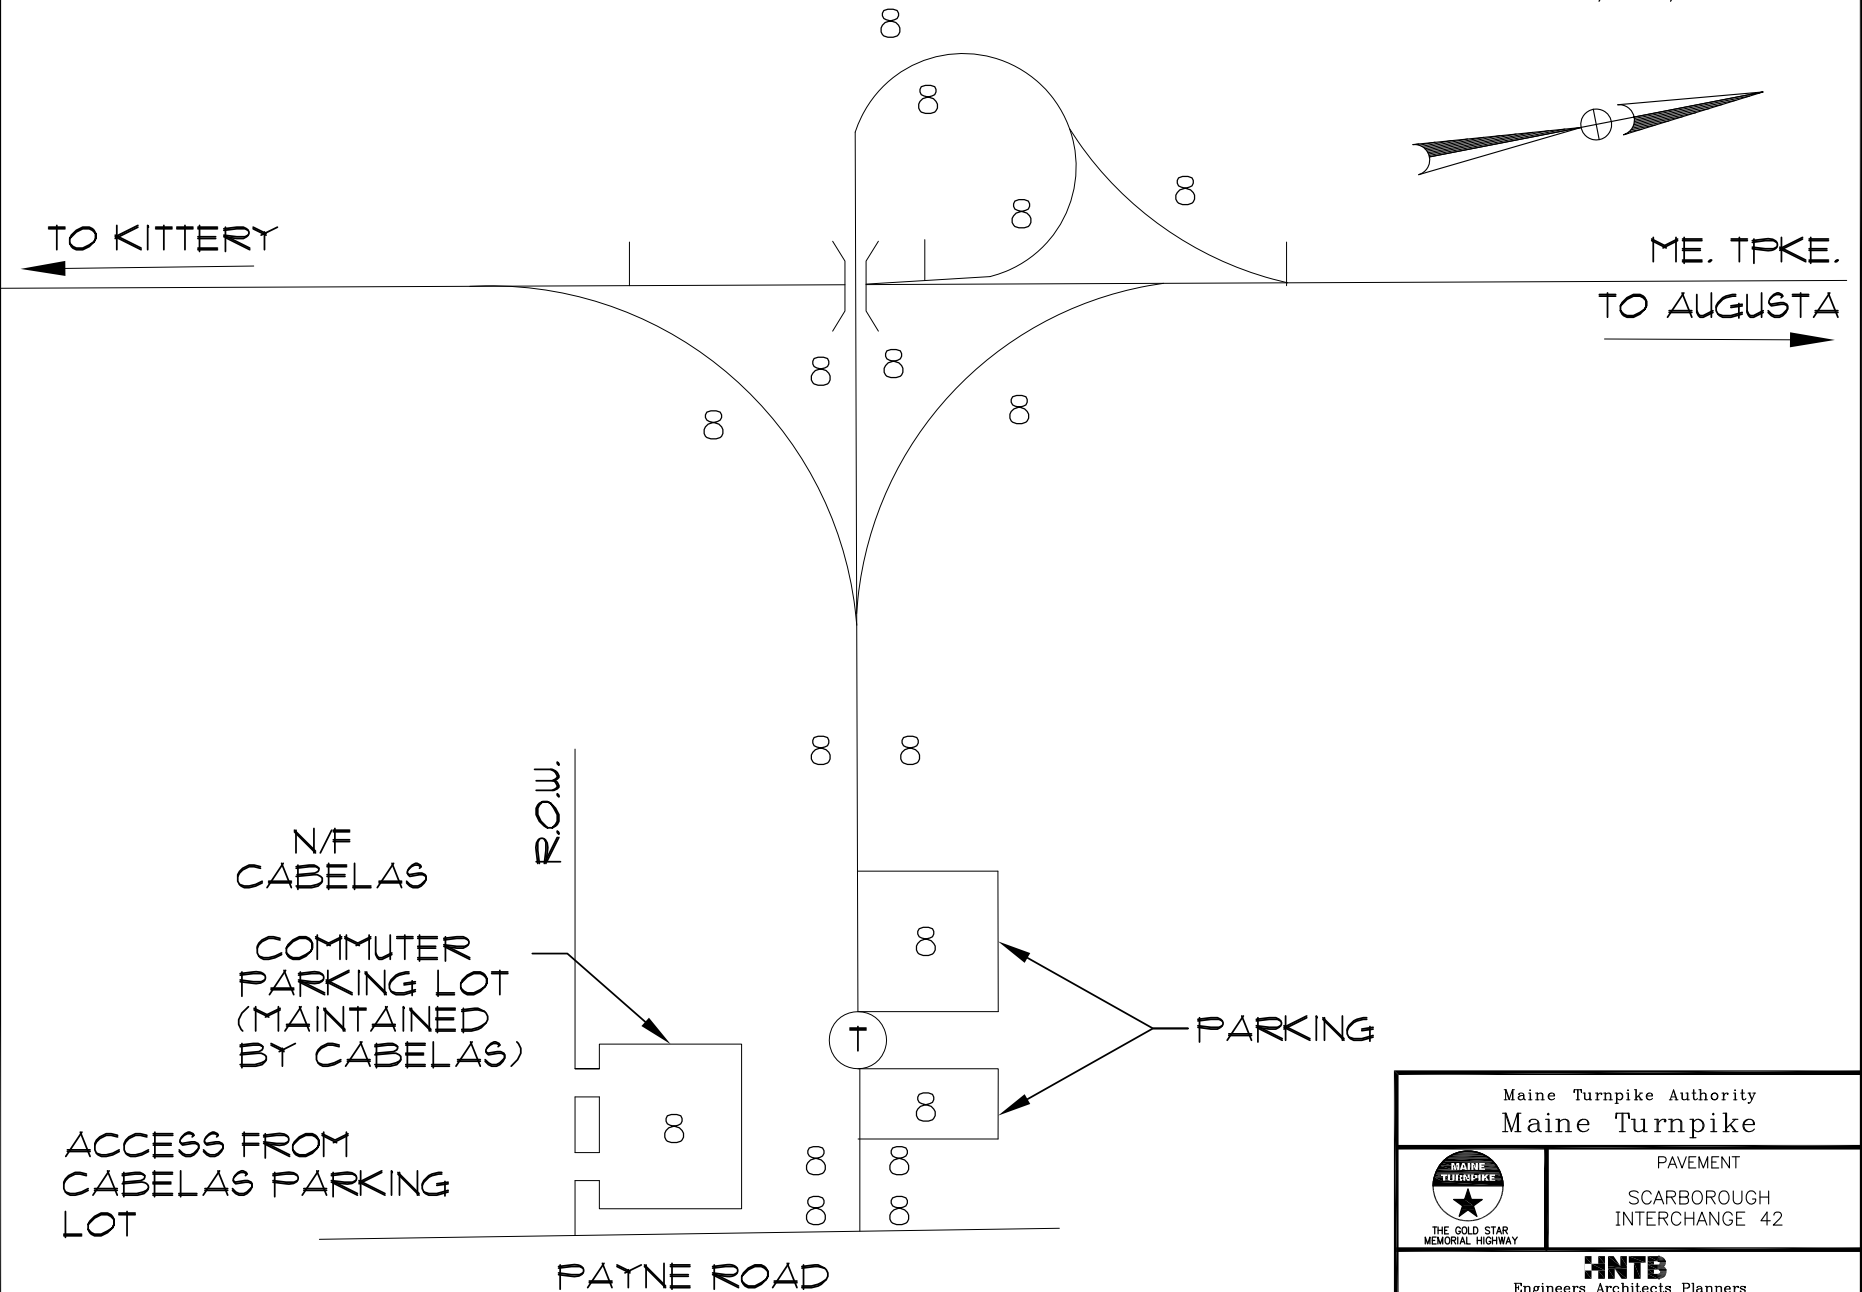 8
8
8
8
TO KITTERY
ME. TPKE.
TO AUGUSTA
8
8
8
8
8
8
R.O.W.
N/F
CABELAS
COMMUTER
PARKING LOT
(MAINTAINED
BY CABELAS)
8
T
PARKING
8
8
ACCESS FROM
CABELAS PARKING
LOT
8
8
8
8
PAYNE ROAD
Maine Turnpike Authority
Maine Turnpike
MAINE
TURNPIKE
THE GOLD STAR
MEMORIAL HIGHWAY
PAVEMENT
SCARBOROUGH
INTERCHANGE 42
HNTB
Engineers Architects Planners